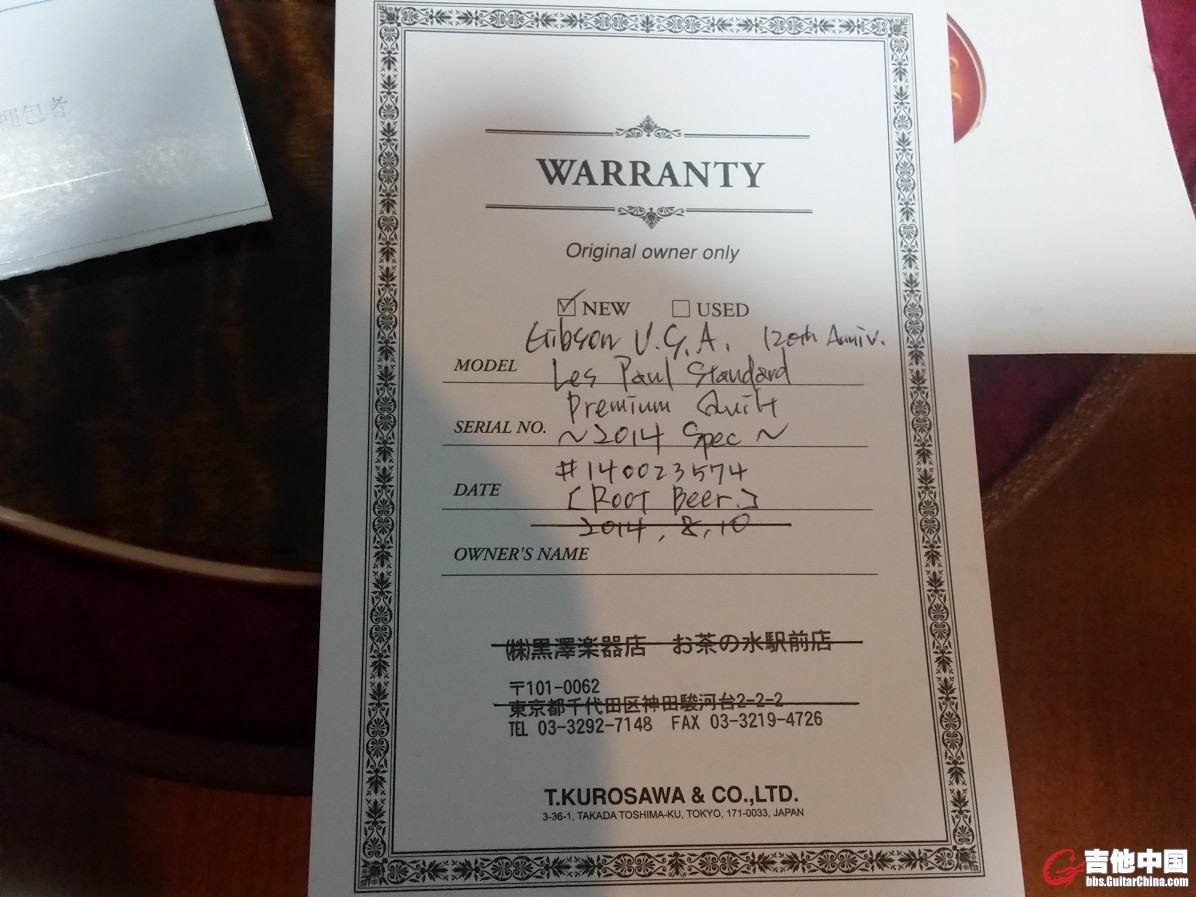 包者
WARRANTY
Original owner only
NEW USED
Gibson U.S.A. 120th Anniv.
MODEL Les Paul Standard
Premium Quilt
SERIAL NO. ~2014 Spec~
#140023574
DATE [Root Beer.]
2014, 8, 10
OWNER'S NAME
㈱黒澤楽器店 お茶の水駅前店
〒101-0062
東京都千代田区神田駿河台2-2-2
TEL 03-3292-7148 FAX 03-3219-4726
T.KUROSAWA & CO.,LTD.
3-36-1, TAKADA TOSHIMA-KU, TOKYO, 171-0033, JAPAN
吉他中国
bbs.GuitarChina.com